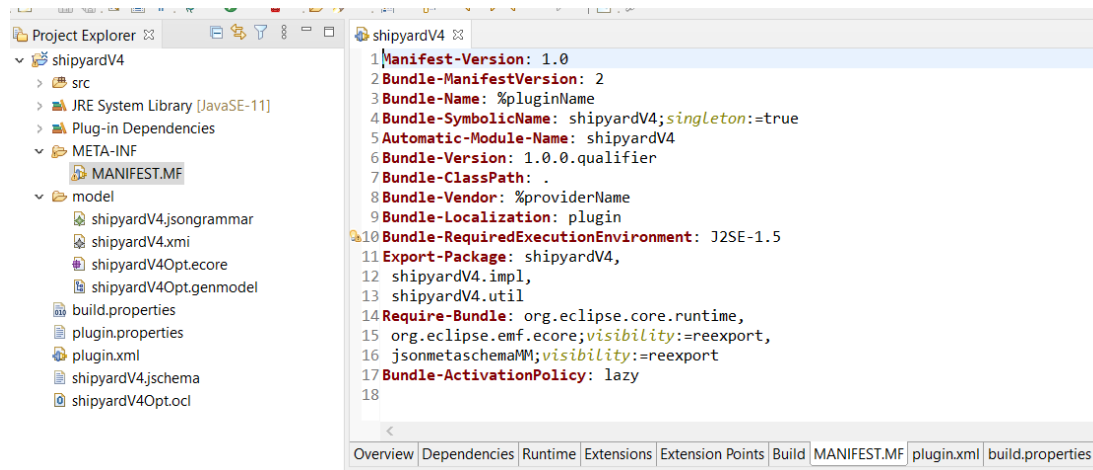 Project Explorer
shipyardV4
src
JRE System Library [JavaSE-11]
Plug-in Dependencies
META-INF
MANIFEST.MF
model
shipyardV4.jsongrammar
shipyardV4.xmi
shipyardV4Opt.ecore
shipyardV4Opt.genmodel
build.properties
plugin.properties
plugin.xml
shipyardV4.jschema
shipyardV4Opt.ocl
shipyardV4
1 Manifest-Version: 1.0
2 Bundle-ManifestVersion: 2
3 Bundle-Name: %pluginName
4 Bundle-SymbolicName: shipyardV4;singleton:=true
5 Automatic-Module-Name: shipyardV4
6 Bundle-Version: 1.0.0.qualifier
7 Bundle-ClassPath: .
8 Bundle-Vendor: %providerName
9 Bundle-Localization: plugin
10 Bundle-RequiredExecutionEnvironment: J2SE-1.5
11 Export-Package: shipyardV4,
12 shipyardV4.impl,
13 shipyardV4.util
14 Require-Bundle: org.eclipse.core.runtime,
15 org.eclipse.emf.ecore;visibility:=reexport,
16 jsonmetaschemaMM;visibility:=reexport
17 Bundle-ActivationPolicy: lazy
18
Overview Dependencies Runtime Extensions Extension Points Build MANIFEST.MF plugin.xml build.properties